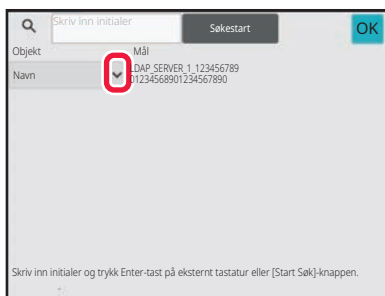 Skriv inn initialer
Søkestart
OK
Objekt
Mål
Navn
LDAP_SERVER_1_123456789
01234568901234567890
Skriv inn initialer og trykk Enter-tast på eksternt tastatur eller [Start Søk]-knappen.